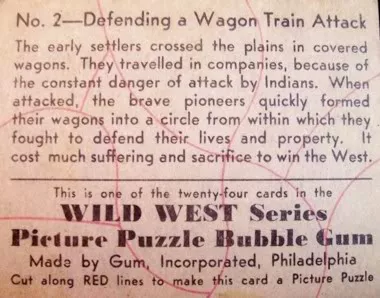 No. 2—Defending a Wagon Train Attack
The early settlers crossed the plains in covered
wagons. They travelled in companies, because of
the constant danger of attack by Indians. When
attacked, the brave pioneers quickly formed
their wagons into a circle from within which they
fought to defend their lives and property. It
cost much suffering and sacrifice to win the West.
This is one of the twenty-four cards in the
WILD WEST Series
Picture Puzzle Bubble Gum
Made by Gum, Incorporated, Philadelphia
Cut along RED lines to make this card a Picture Puzzle